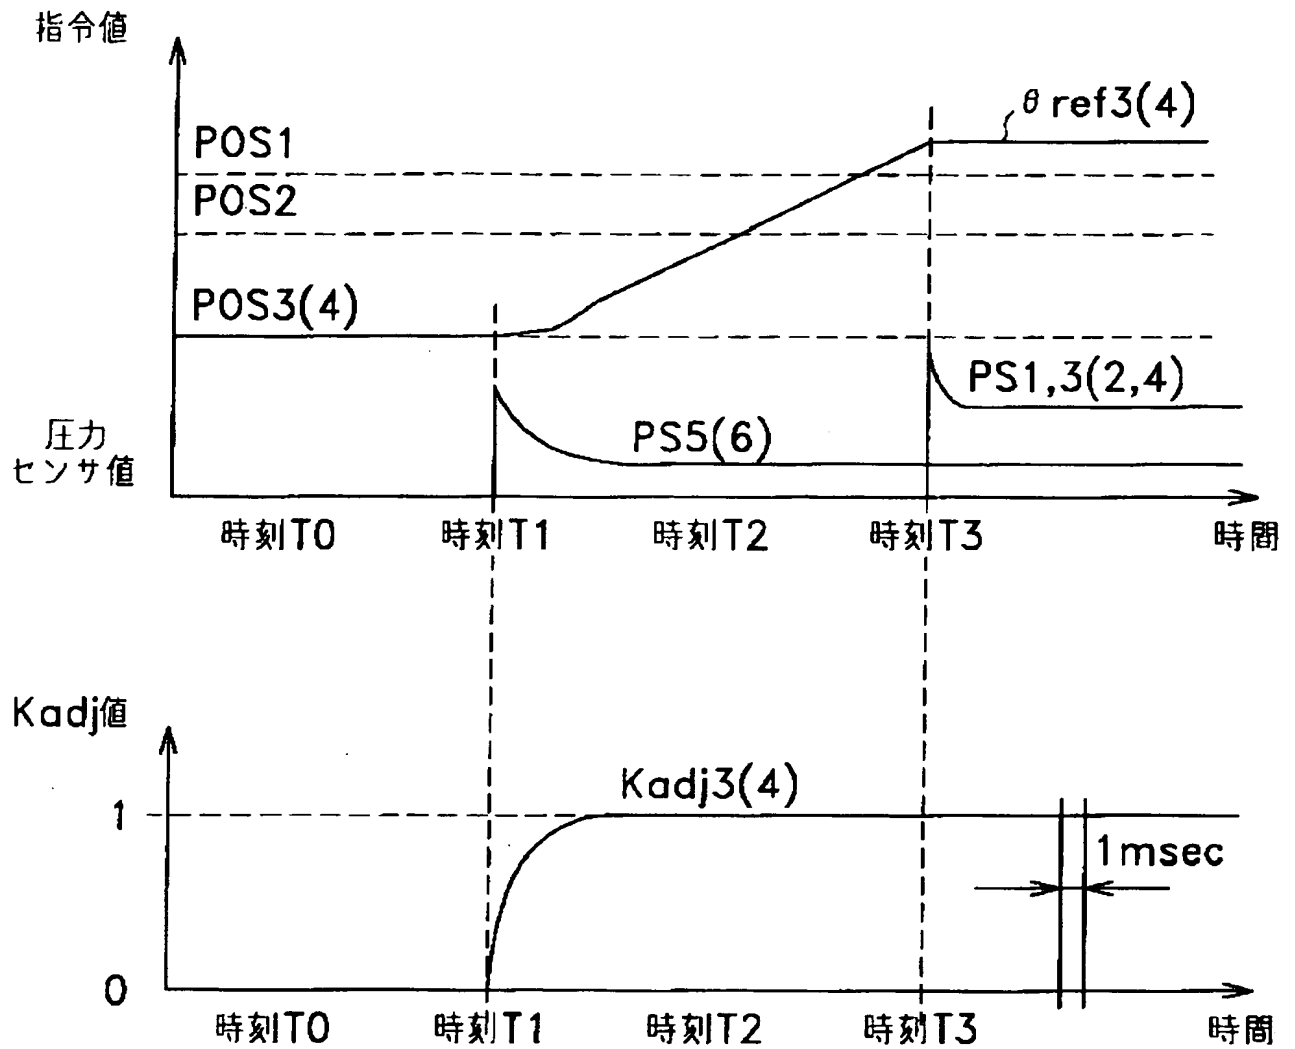 指令値
θ ref3(4)
POS1
POS2
POS3(4)
PS1,3(2,4)
圧力
センサ値
PS5(6)
時刻T0 時刻T1 時刻T2 時刻T3 時間
Kadj値
Kadj3(4)
1
1msec
0
時刻T0 時刻T1 時刻T2 時刻T3 時間